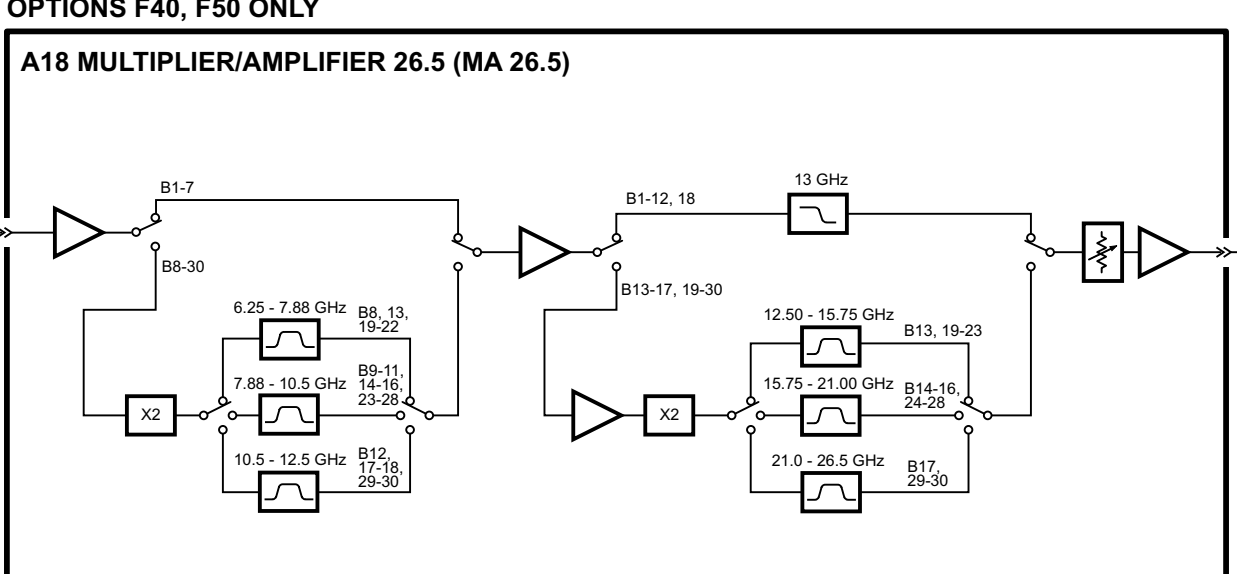 OPTIONS F40, F50 ONLY
A18 MULTIPLIER/AMPLIFIER 26.5 (MA 26.5)
B1-7
B8-30
6.25 - 7.88 GHz
B8, 13,
19-22
7.88 - 10.5 GHz
B9-11,
14-16,
23-28
X2
10.5 - 12.5 GHz
B12,
17-18,
29-30
B1-12, 18
13 GHz
B13-17, 19-30
12.50 - 15.75 GHz
B13, 19-23
15.75 - 21.00 GHz
B14-16,
24-28
X2
21.0 - 26.5 GHz
B17,
29-30